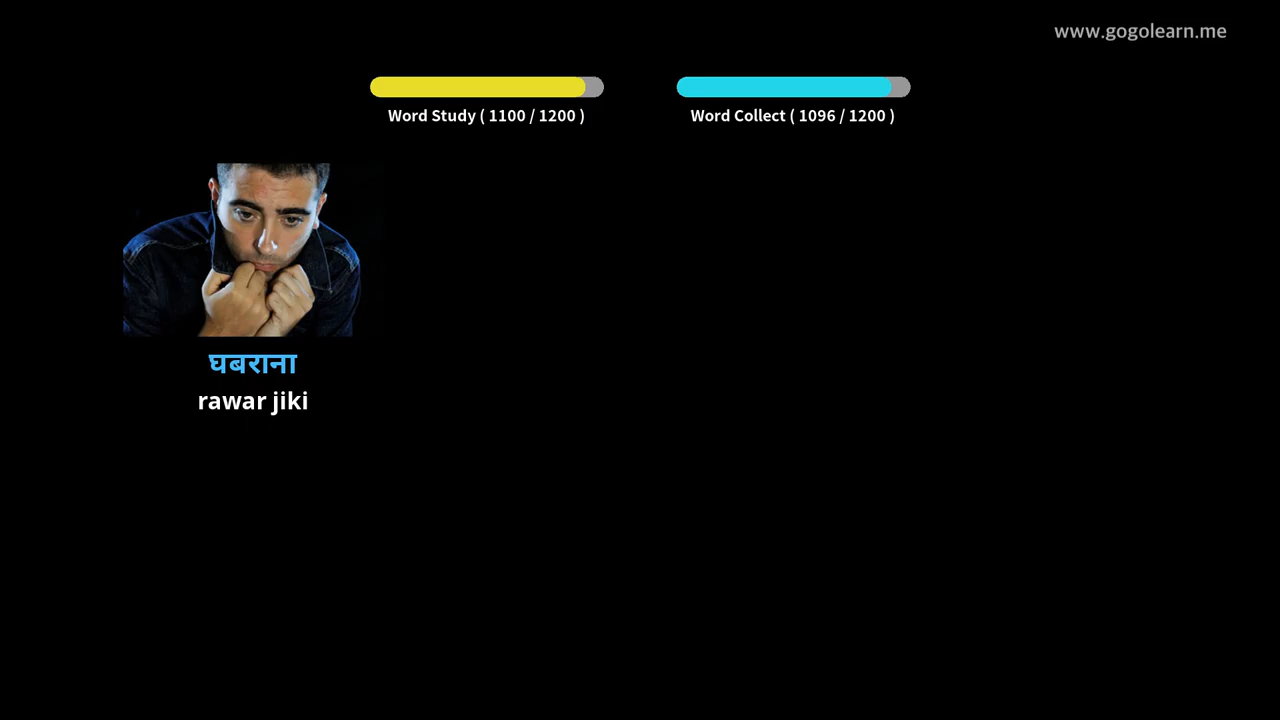 www.gogolearn.me
Word Study ( 1100 / 1200 )
Word Collect ( 1096 / 1200 )
घबराना
rawar jiki